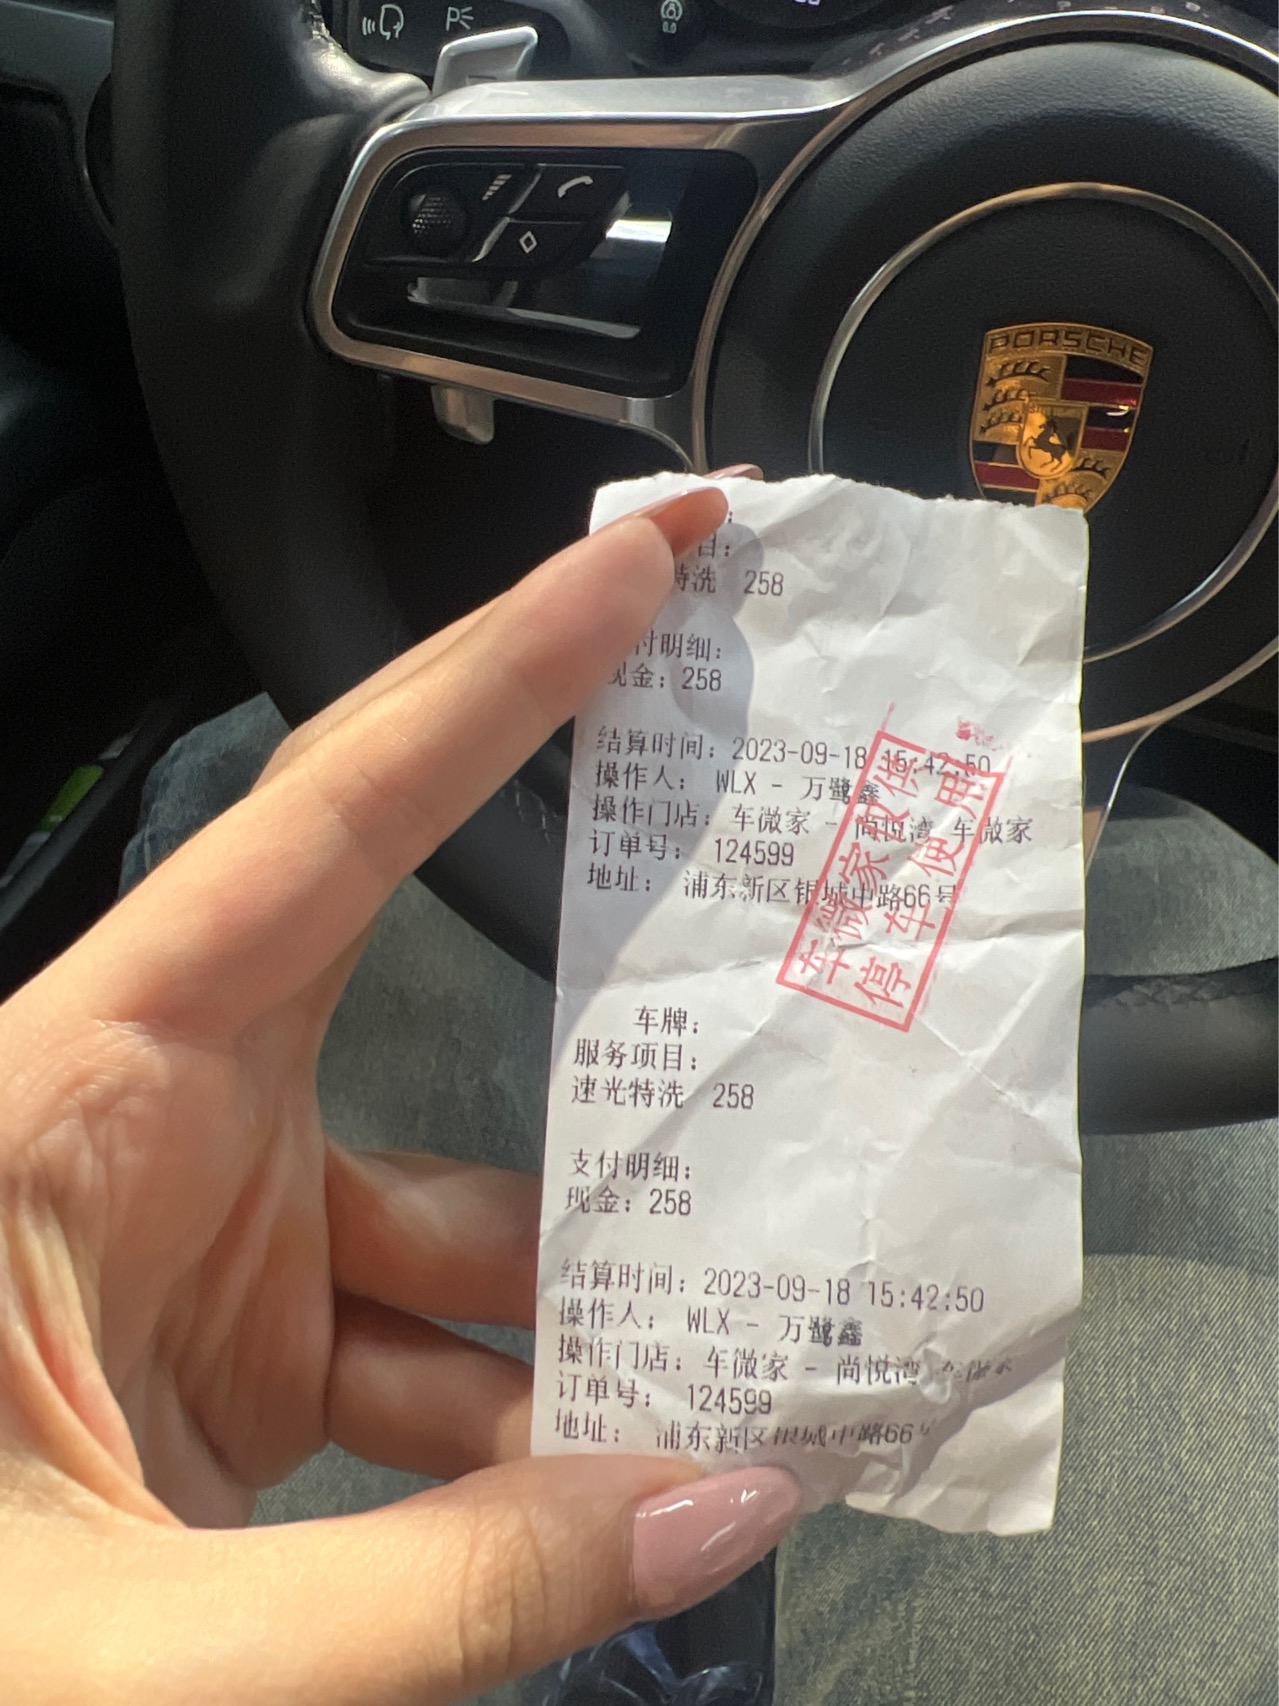 PORSCHE
目：
特洗 258
付明细：
现金：258
结算时间：2023-09-18 15:42:50
操作人： WLX - 万鹭鑫
操作门店：车微家 - 尚悦湾 车微家
订单号： 124599
地址： 浦东新区银城中路66号
车微家仅供
停车使用
车牌：
服务项目：
速光特洗 258
支付明细：
现金：258
结算时间：2023-09-18 15:42:50
操作人： WLX - 万鹭鑫
操作门店：车微家 - 尚悦湾
订单号： 124599
地址： 浦东新区银城中路66